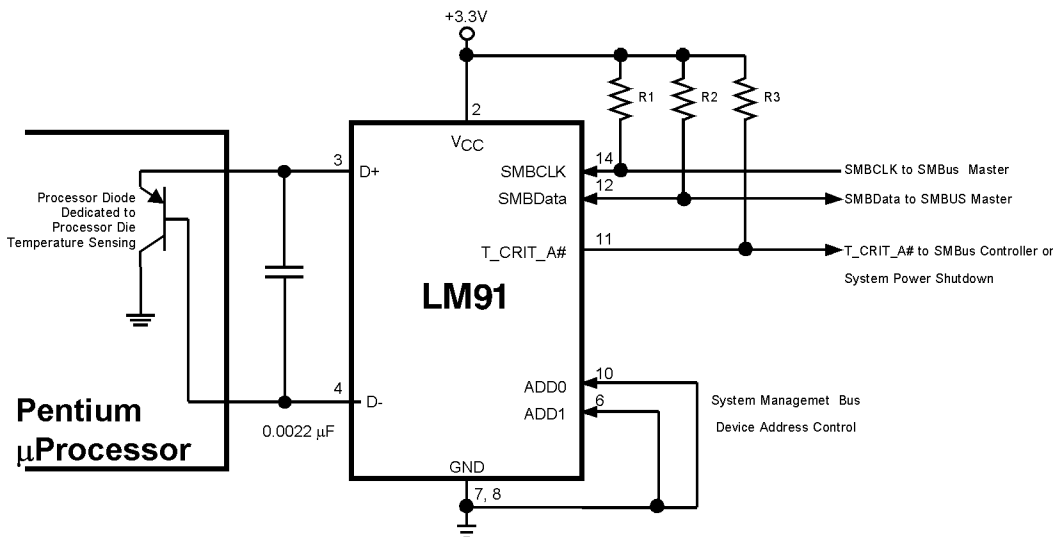 +3.3V
R1
R2
R3
2
VCC
3
D+
SMBCLK
14
SMBCLK to SMBus Master
SMBData
12
SMBData to SMBUS Master
Processor Diode
Dedicated to
Processor Die
Temperature Sensing
T_CRIT_A#
11
T_CRIT_A# to SMBus Controller or
System Power Shutdown
LM91
4
D-
0.0022 μF
ADD0
10
ADD1
6
System Managemet Bus
Device Address Control
Pentium
μProcessor
GND
7, 8